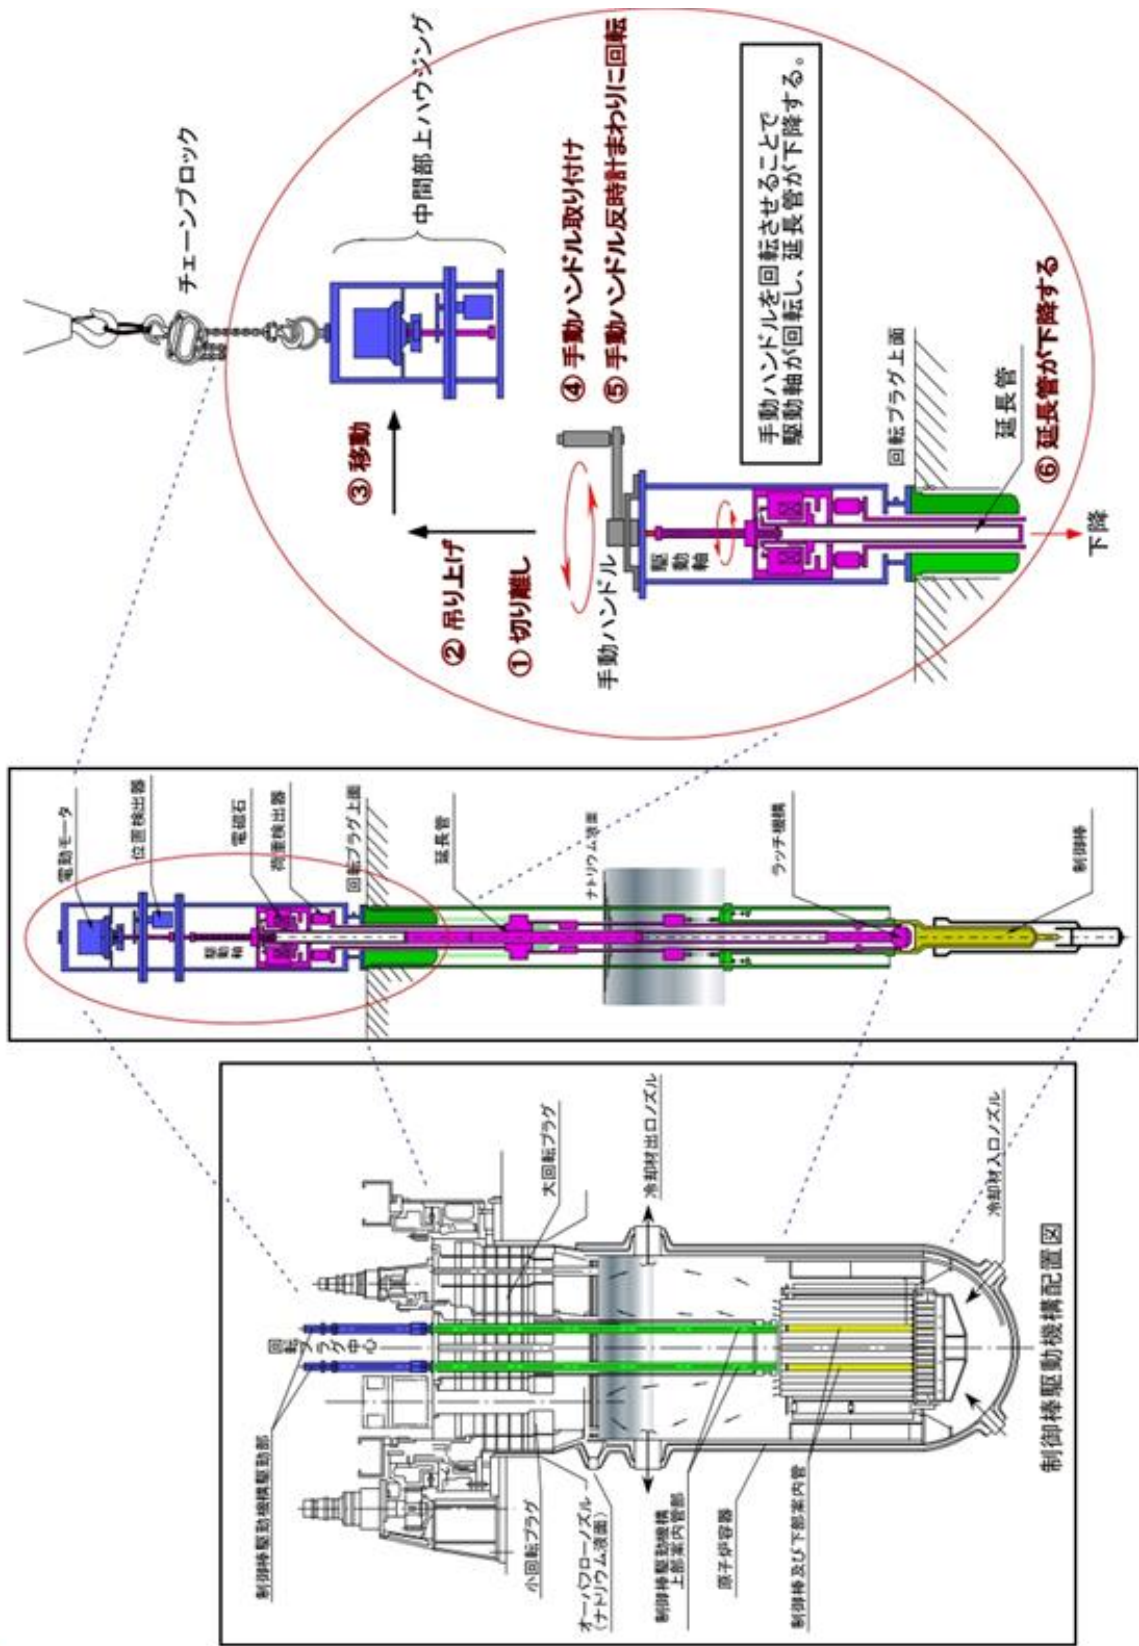 チェーンブロック
中間部上ハウジング
③ 移動
② 吊り上げ
① 切り離し
④ 手動ハンドル取り付け
⑤ 手動ハンドル反時計まわりに回転
手動ハンドル
駆動軸
手動ハンドルを回転させることで
駆動軸が回転し、延長管が下降する。
回転プラグ上面
延長管
⑥ 延長管が下降する
下降
電動モータ
位置検出器
電磁石
荷重検出器
回転プラグ上面
駆動軸
延長管
ナトリウム液面
ラッチ機構
制御棒
制御棒駆動機構駆動部
回転プラグ中心
大回転プラグ
小回転プラグ
オーバフローノズル
(ナトリウム液面)
冷却材出口ノズル
制御棒駆動機構
上部案内管部
原子炉容器
制御棒及び下部案内管
冷却材入口ノズル
制御棒駆動機構配置図